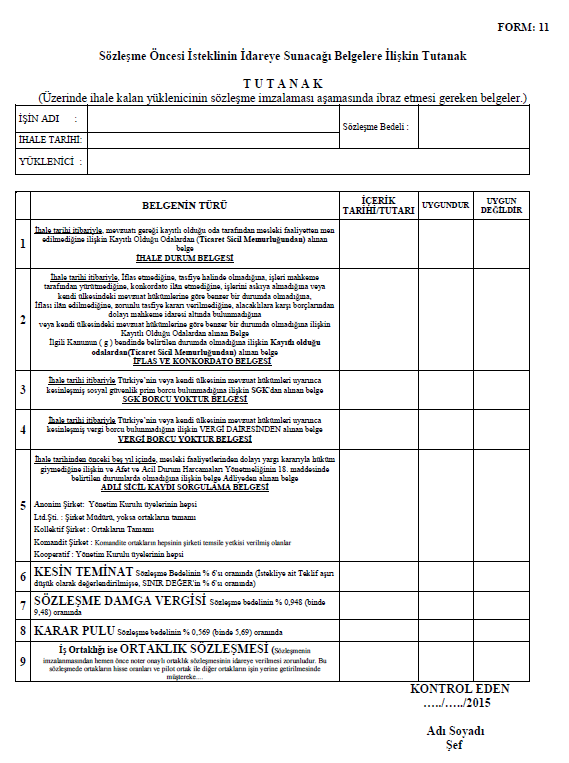 FORM: 11
Sözleşme Öncesi İsteklinin İdareye Sunacağı Belgelere İlişkin Tutanak
T U T A N A K
(Üzerinde ihale kalan yüklenicinin sözleşme imzalaması aşamasında ibraz etmesi gereken belgeler.)
İŞİN ADI :
Sözleşme Bedeli :
İHALE TARİHİ:
YÜKLENİCİ :
BELGENİN TÜRÜ
İÇERİK
TARİHİ/TUTARI
UYGUNDUR
UYGUN
DEĞİLDİR
1
İhale tarihi itibariyle, mevzuatı gereği kayıtlı olduğu oda tarafından mesleki faaliyetten men
edilmediğine ilişkin Kayıtlı Olduğu Odalardan (Ticaret Sicil Memurluğundan) alınan
belge
İHALE DURUM BELGESİ
2
İhale tarihi itibariyle, İflas etmediğine, tasfiye halinde olmadığına, işleri mahkeme
tarafından yürütmediğine, konkordato ilân etmediğine, işlerini askıya almadığına veya
kendi ülkesindeki mevzuat hükümlerine göre benzer bir durumda olmadığına,
İflası ilân edilmediğine, zorunlu tasfiye kararı verilmediğine, alacaklılara karşı borçlarından
dolayı mahkeme idaresi altında bulunmadığına
veya kendi ülkesindeki mevzuat hükümlerine göre benzer bir durumda olmadığına ilişkin
Kayıtlı Olduğu Odalardan alınan Belge
İlgili Kanunun ( g ) bendinde belirtilen durumda olmadığına ilişkin Kayıtlı olduğu
odalardan(Ticaret Sicil Memurluğundan) alınan belge
İFLAS VE KONKORDATO BELGESİ
3
İhale tarihi itibariyle Türkiye’nin veya kendi ülkesinin mevzuat hükümleri uyarınca
kesinleşmiş sosyal güvenlik prim borcu bulunmadığına ilişkin SGK'dan alınan belge
SGK BORCU YOKTUR BELGESİ
4
İhale tarihi itibariyle Türkiye’nin veya kendi ülkesinin mevzuat hükümleri uyarınca
kesinleşmiş vergi borcu bulunmadığına ilişkin VERGİ DAİRESİNDEN alınan belge
VERGİ BORCU YOKTUR BELGESİ
5
İhale tarihinden önceki beş yıl içinde, mesleki faaliyetlerinden dolayı yargı kararıyla hüküm
giymediğine ilişkin ve Afet ve Acil Durum Harcamaları Yönetmeliğinin 18. maddesinde
belirtilen durumlarda olmadığına ilişkin belge Adliyeden alınan belge
ADLİ SİCİL KAYDI SORGULAMA BELGESİ
Anonim Şirket: Yönetim Kurulu üyelerinin hepsi
Ltd.Şti. : Şirket Müdürü, yoksa ortakların tamamı
Kollektif Şirket : Ortakların Tamamı
Komandit Şirket : Komandite ortakların hepsinin şirketi temsile yetkisi verilmiş olanlar
Kooperatif : Yönetim Kurulu üyelerinin hepsi
6
KESİN TEMİNAT Sözleşme Bedelinin % 6’sı oranında (İstekliye ait Teklif aşırı
düşük olarak değerlendirilmişse, SINIR DEĞER'in % 6’sı oranında)
7
SÖZLEŞME DAMGA VERGİSİ Sözleşme bedelinin % 0,948 (binde
9,48) oranında
8
KARAR PULU Sözleşme bedelinin % 0,569 (binde 5,69) oranında
9
İş Ortaklığı ise ORTAKLIK SÖZLEŞMESİ (Sözleşmenin
imzalanmasından hemen önce noter onaylı ortaklık sözleşmesinin idareye verilmesi zorunludur. Bu
sözleşmede ortakların hisse oranları ve pilot ortak ile diğer ortakların işin yerine getirilmesinde
müştereke....
KONTROL EDEN
…../…../2015
Adı Soyadı
Şef